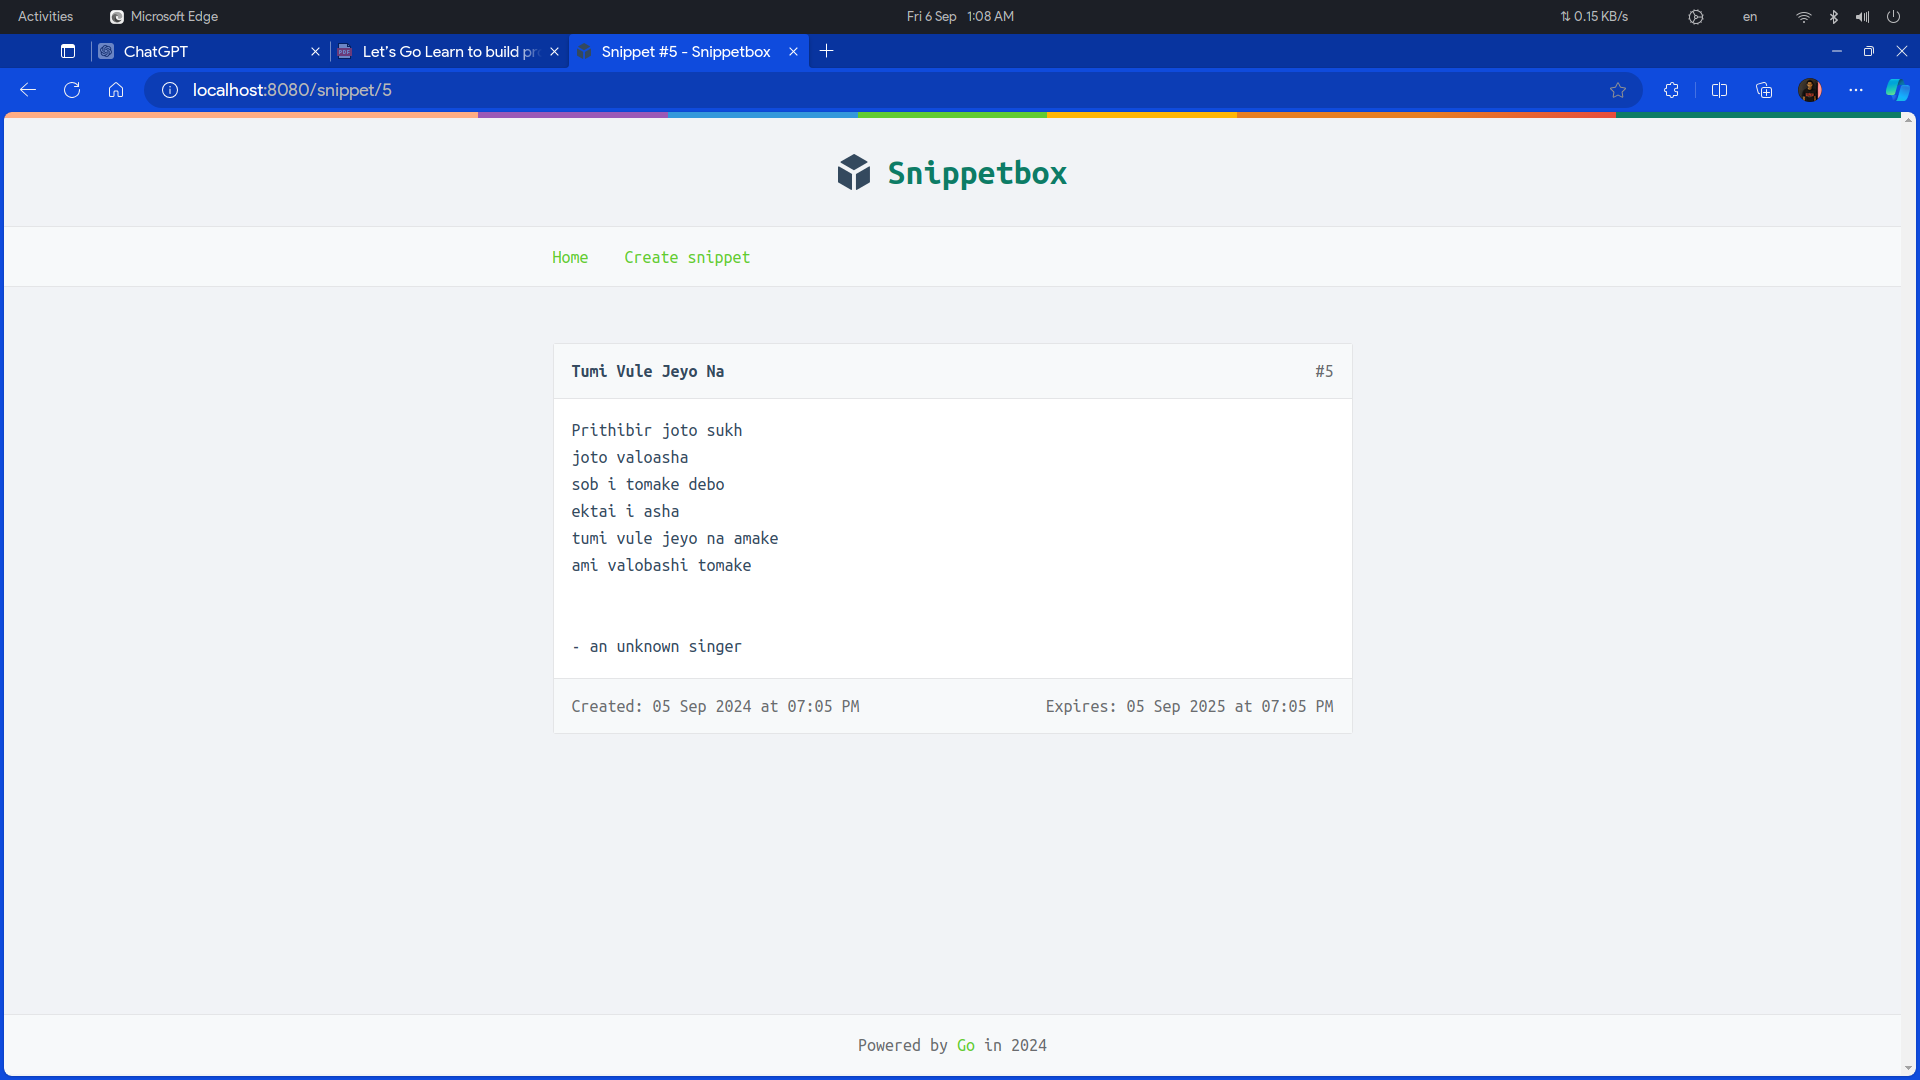 Activities
Microsoft Edge
Fri 6 Sep 1:08 AM
0.15 KB/s
en
ChatGPT
Let's Go Learn to build pr
Snippet #5 - Snippetbox
localhost:8080/snippet/5
Snippetbox
Home
Create snippet
Tumi Vule Jeyo Na
#5
Prithibir joto sukh
joto valoasha
sob i tomake debo
ektai i asha
tumi vule jeyo na amake
ami valobashi tomake
- an unknown singer
Created: 05 Sep 2024 at 07:05 PM
Expires: 05 Sep 2025 at 07:05 PM
Powered by Go in 2024